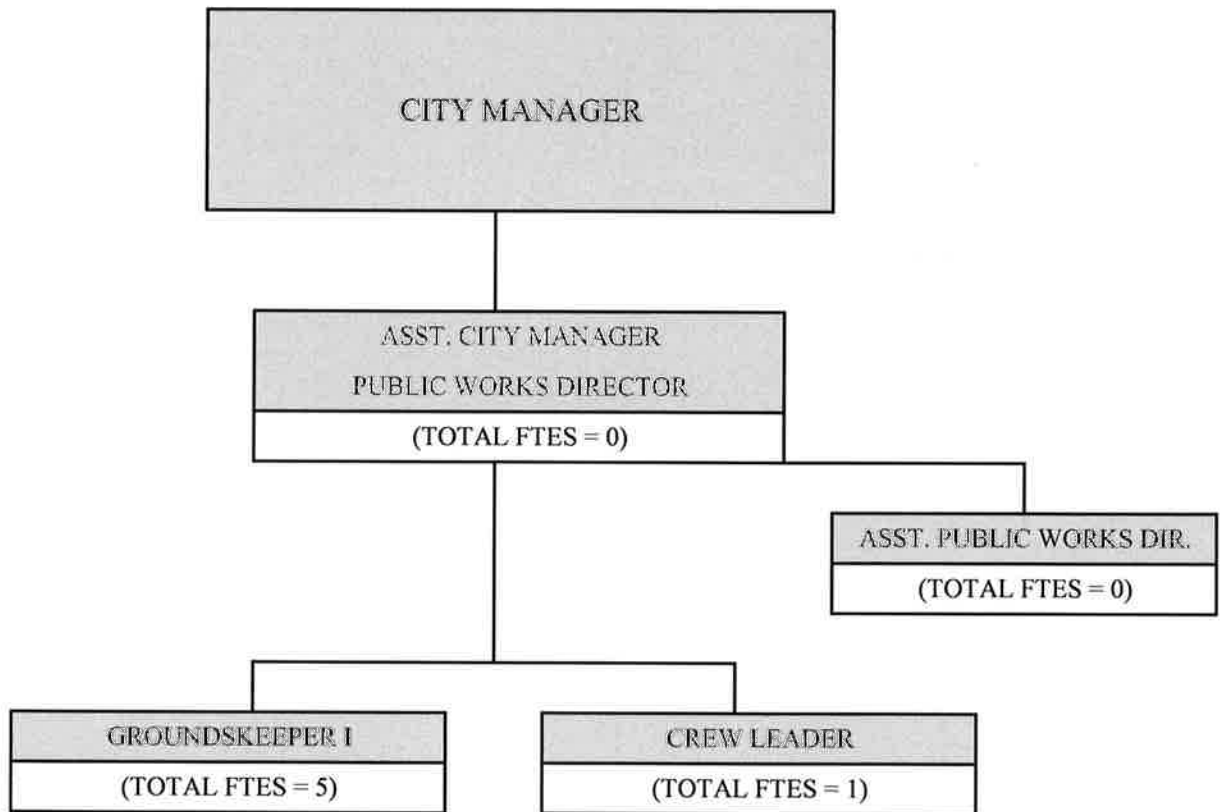 CITY MANAGER
ASST. CITY MANAGER
PUBLIC WORKS DIRECTOR
(TOTAL FTES = 0)
ASST. PUBLIC WORKS DIR.
(TOTAL FTES = 0)
GROUNDSKEEPER I
(TOTAL FTES = 5)
CREW LEADER
(TOTAL FTES = 1)